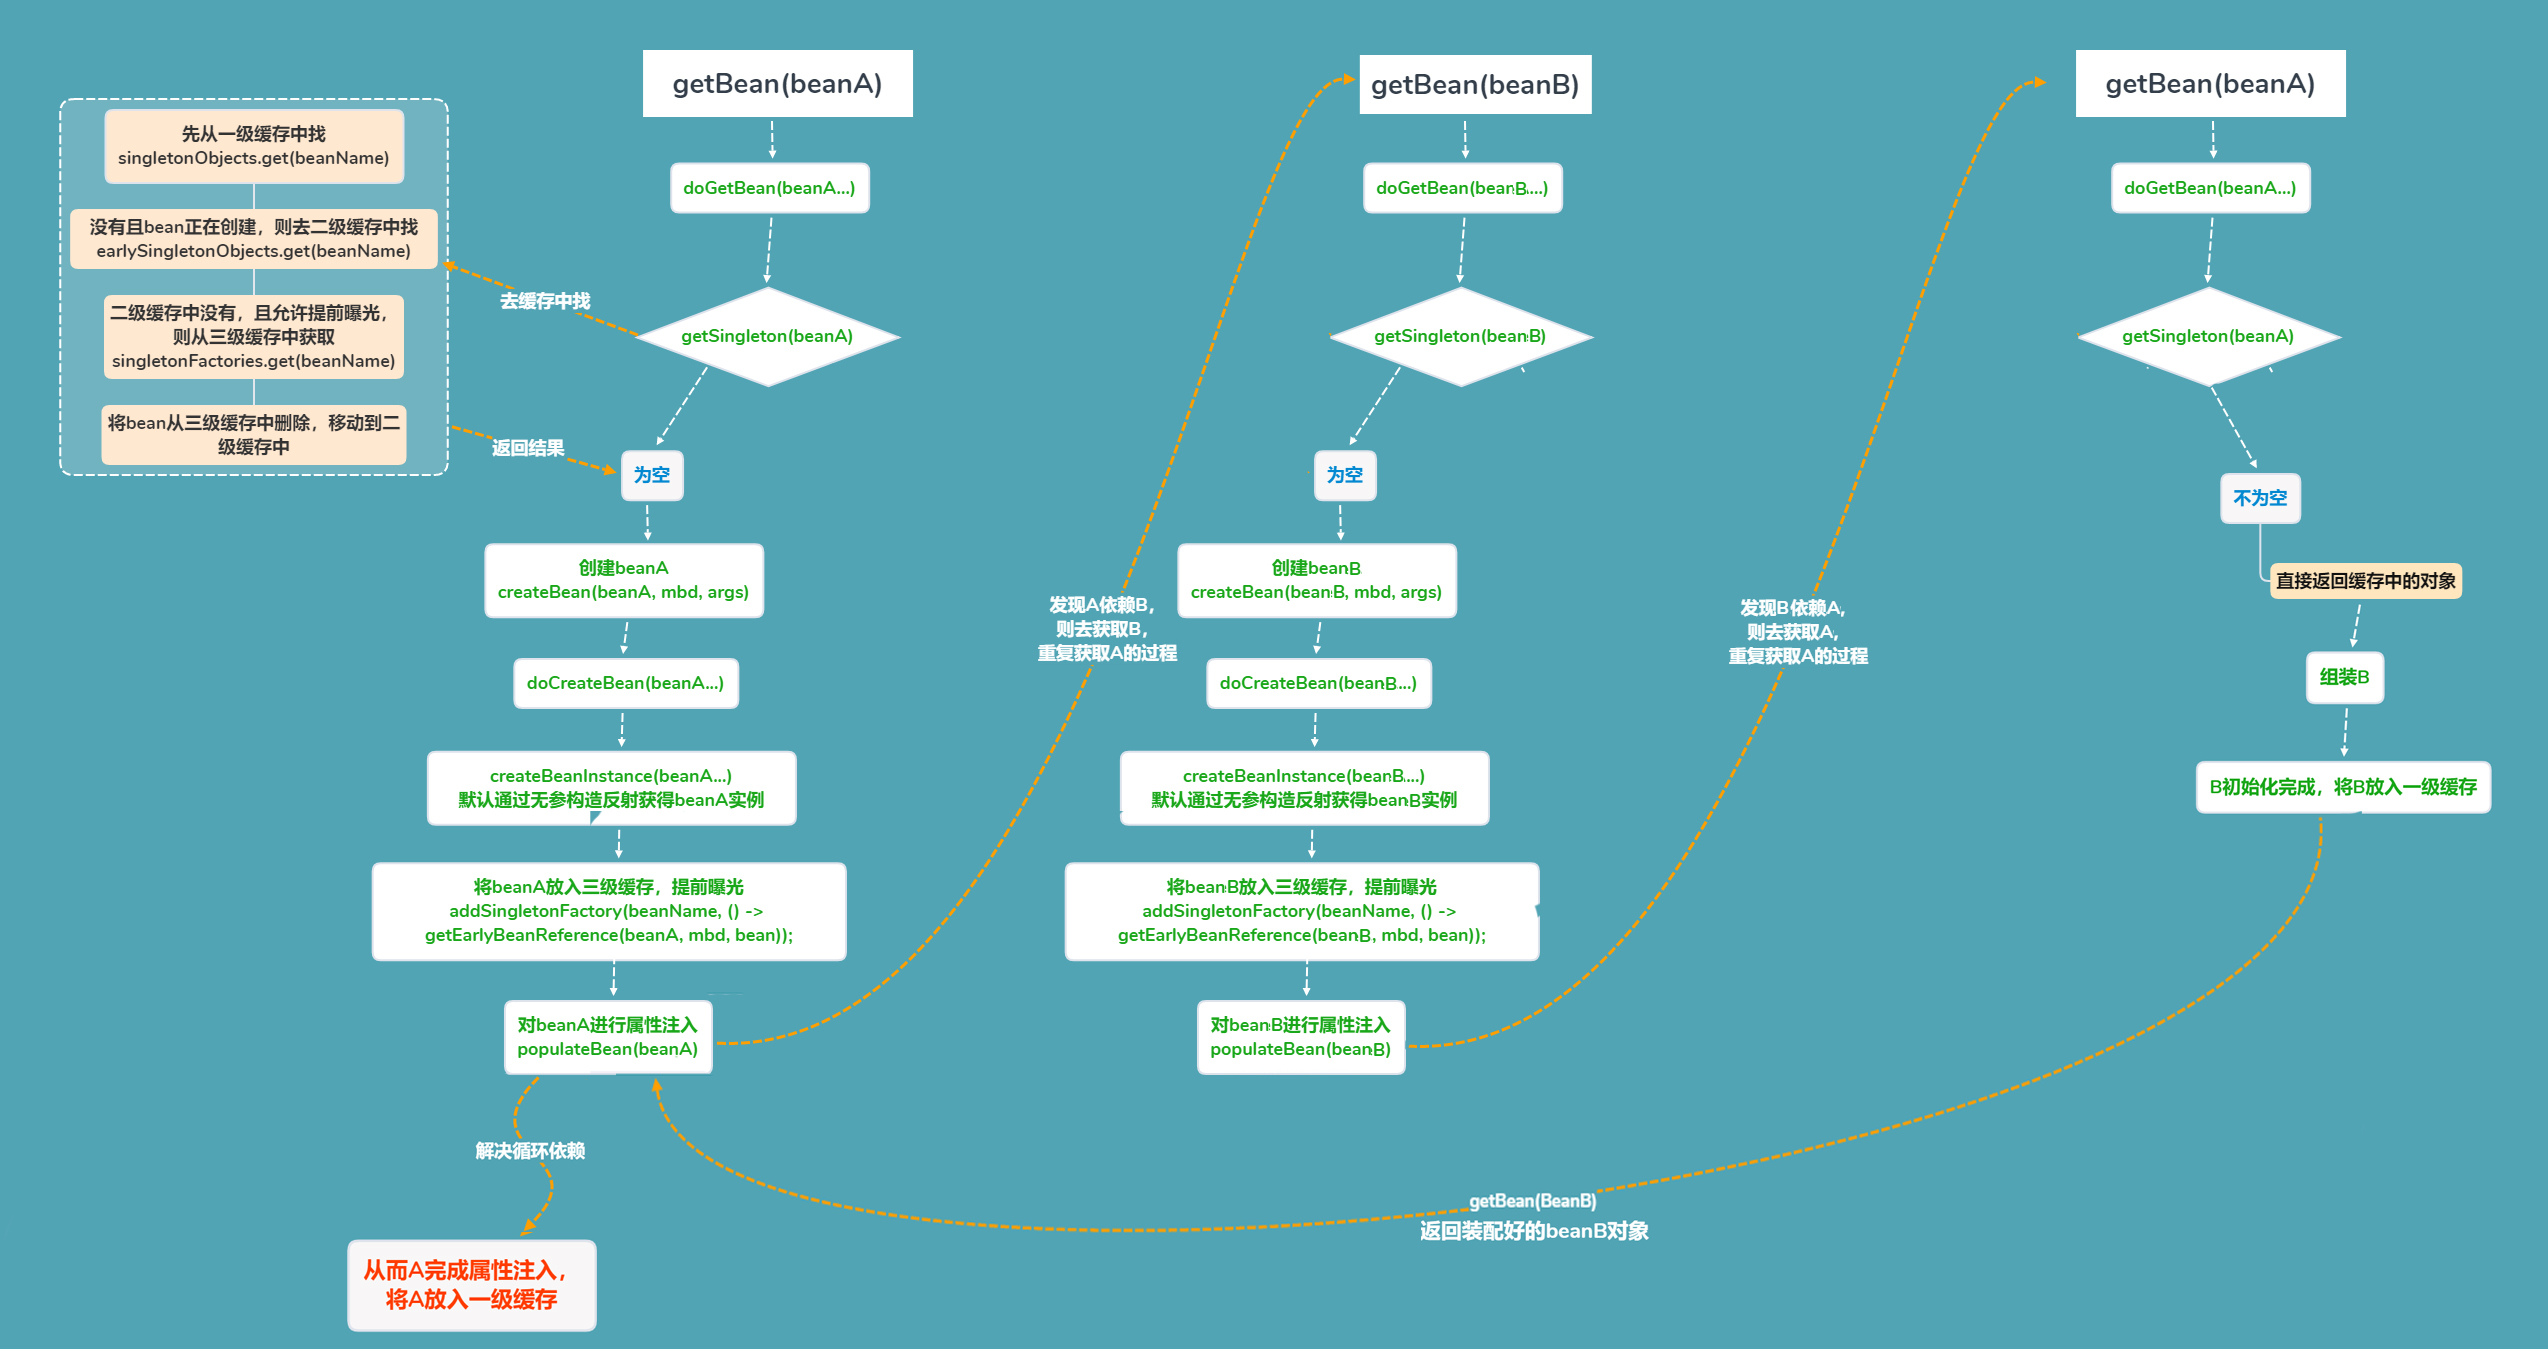 先从一级缓存中找
singletonObjects.get(beanName)
没有且bean正在创建，则去二级缓存中找
earlySingletonObjects.get(beanName)
二级缓存中没有，且允许提前曝光，
则从三级缓存中获取
singletonFactories.get(beanName)
将bean从三级缓存中删除，移动到二
级缓存中
去缓存中找
返回结果
getBean(beanA)
doGetBean(beanA...)
getSingleton(beanA)
为空
创建beanA
createBean(beanA, mbd, args)
doCreateBean(beanA...)
createBeanInstance(beanA...)
默认通过无参构造反射获得beanA实例
将beanA放入三级缓存，提前曝光
addSingletonFactory(beanName, () ->
getEarlyBeanReference(beanA, mbd, bean));
对beanA进行属性注入
populateBean(beanA)
解决循环依赖
从而A完成属性注入，
将A放入一级缓存
发现A依赖B，
则去获取B，
重复获取A的过程
getBean(beanB)
doGetBean(beanB...)
getSingleton(beanB)
为空
创建beanB
createBean(beanB, mbd, args)
doCreateBean(beanB...)
createBeanInstance(beanB...)
默认通过无参构造反射获得beanB实例
将beanB放入三级缓存，提前曝光
addSingletonFactory(beanName, () ->
getEarlyBeanReference(beanB, mbd, bean));
对beanB进行属性注入
populateBean(beanB)
发现B依赖A，
则去获取A，
重复获取A的过程
getBean(beanA)
doGetBean(beanA...)
getSingleton(beanA)
不为空
直接返回缓存中的对象
组装B
B初始化完成，将B放入一级缓存
getBean(BeanB)
返回装配好的beanB对象